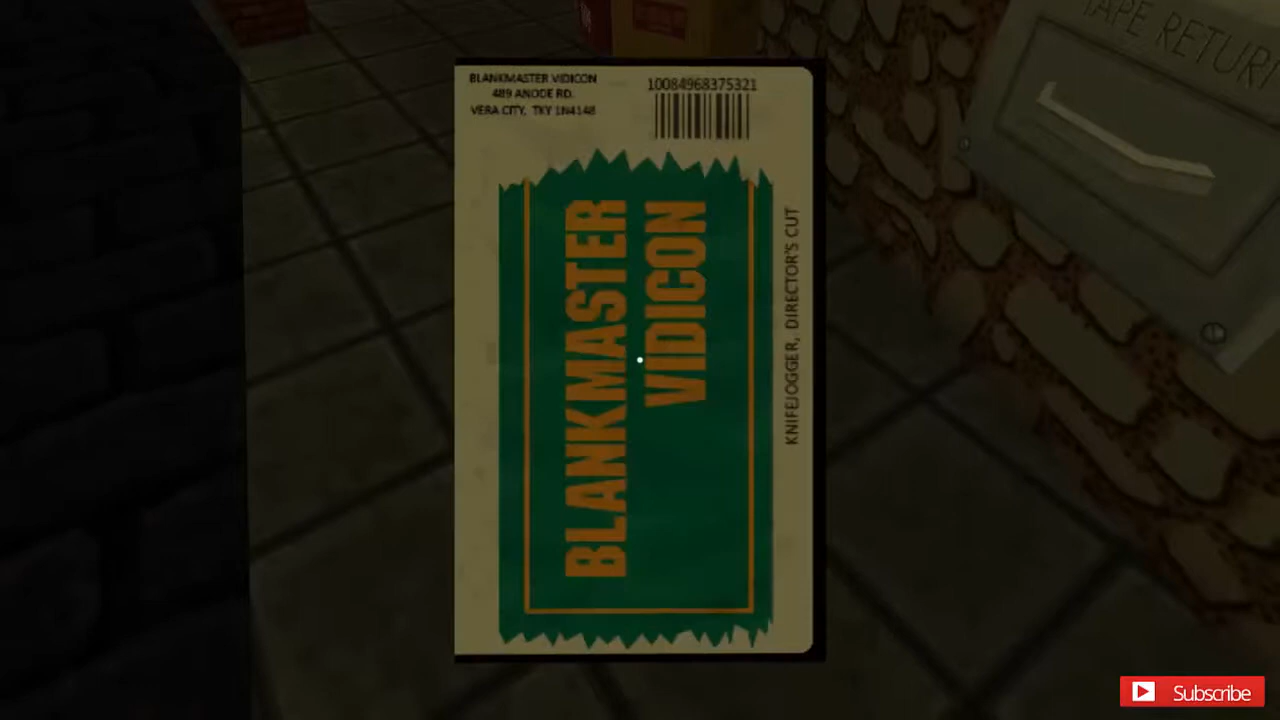 BLANKMASTER VIDICON
489 ANODE RD.
VERA CITY, TKY 1N4148
10084968375321
BLANKMASTER
VIDICON
KNIFEJOGGER, DIRECTOR'S CUT
TAPE RETURN
Subscribe